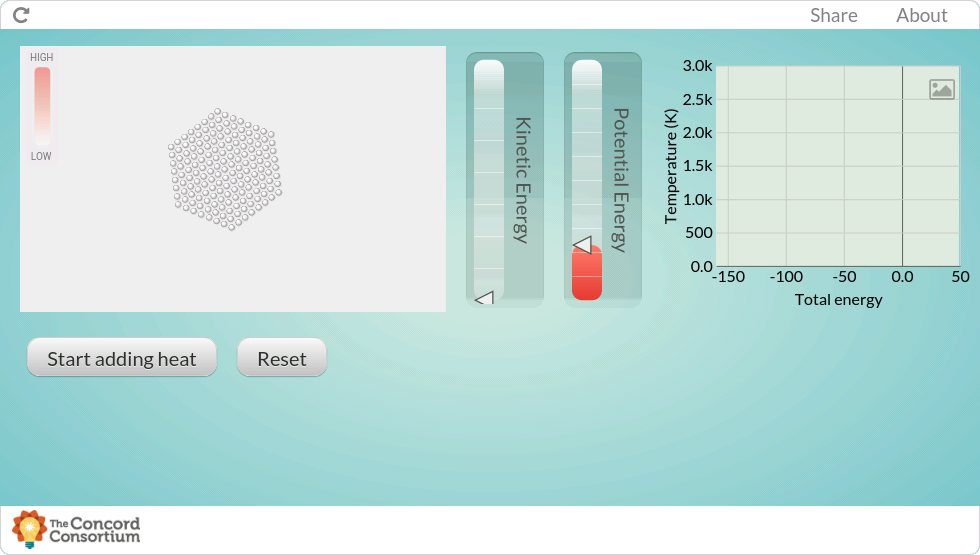 Share
About
HIGH
LOW
Kinetic Energy
Potential Energy
Temperature (K)
3.0k
2.5k
2.0k
1.5k
1.0k
500
0.0
-150
-100
-50
0.0
50
Total energy
Start adding heat
Reset
The Concord
Consortium